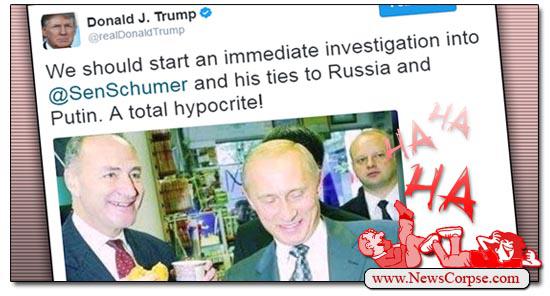 Donald J. Trump
@realDonaldTrump
We should start an immediate investigation into
@SenSchumer and his ties to Russia and
Putin. A total hypocrite!
HA
HA
HA
www.NewsCorpse.com